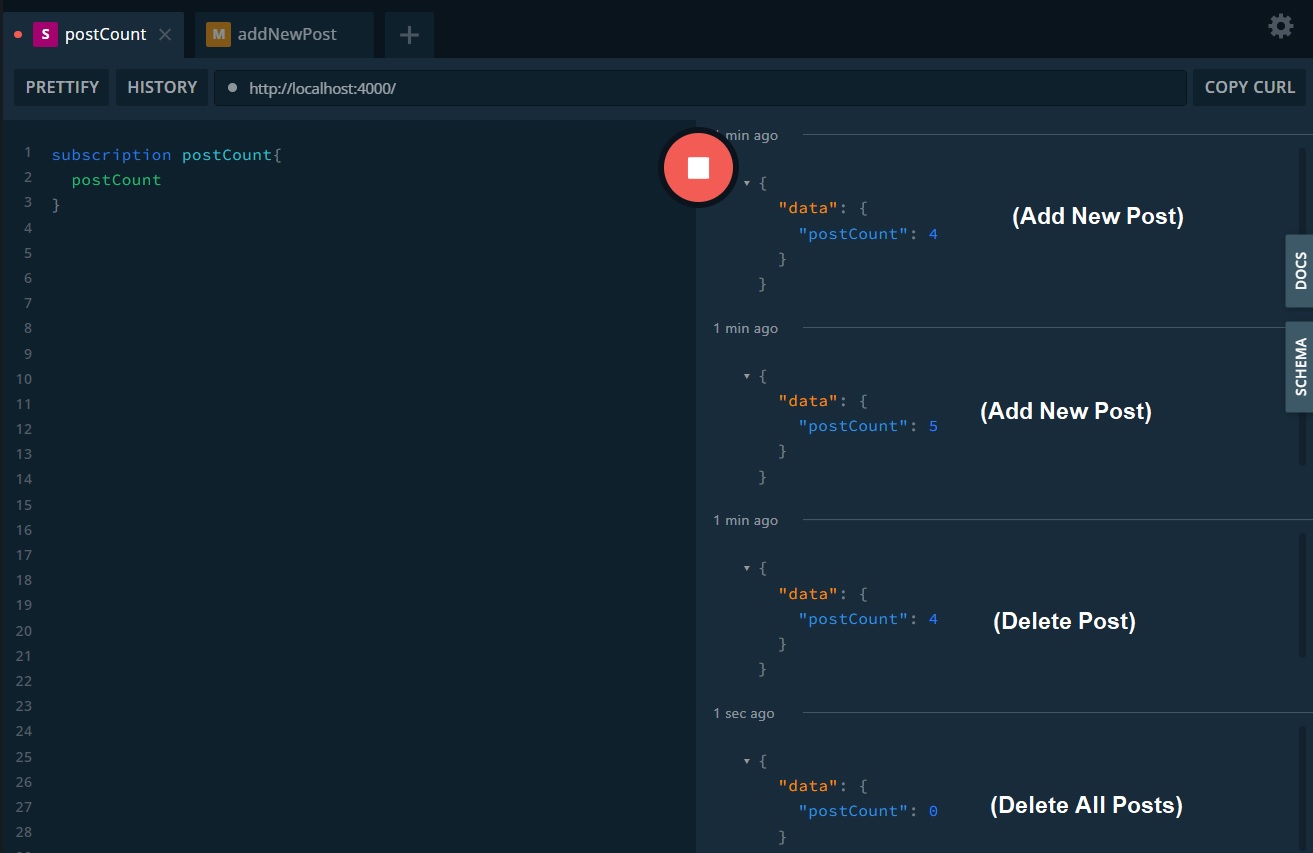 S postCount
M addNewPost
PRETTIFY
HISTORY
http://localhost:4000/
COPY CURL
1 subscription postCount{
2 postCount
3 }
4
5
6
7
8
9
10
11
12
13
14
15
16
17
18
19
20
21
22
23
24
25
26
27
28
min ago
{
"data": {
"postCount": 4
}
}
(Add New Post)
1 min ago
{
"data": {
"postCount": 5
}
}
(Add New Post)
1 min ago
{
"data": {
"postCount": 4
}
}
(Delete Post)
1 sec ago
{
"data": {
"postCount": 0
}
(Delete All Posts)
DOCS
SCHEMA